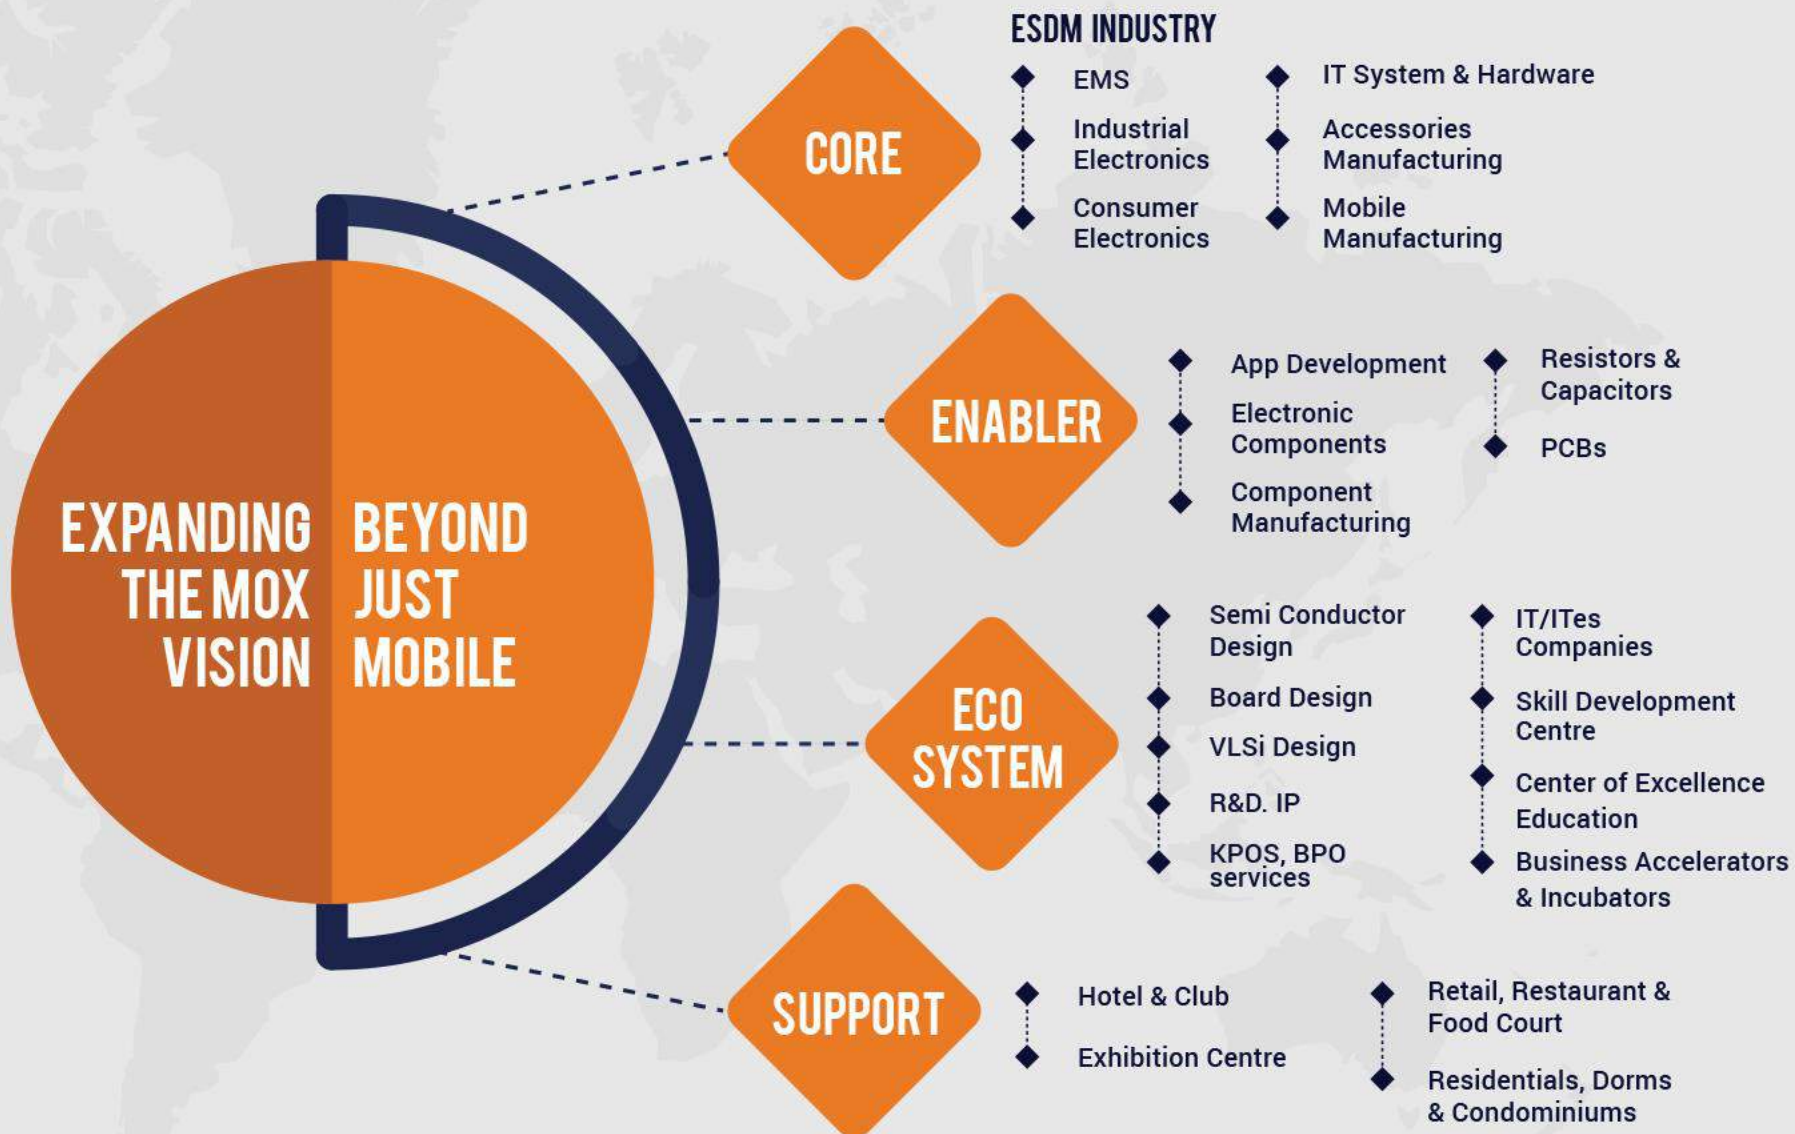 EXPANDING
THE MOX
VISION
BEYOND
JUST
MOBILE
CORE
ESDM INDUSTRY
EMS
Industrial
Electronics
Consumer
Electronics
IT System & Hardware
Accessories
Manufacturing
Mobile
Manufacturing
ENABLER
App Development
Electronic
Components
Component
Manufacturing
Resistors &
Capacitors
PCBs
ECO
SYSTEM
Semi Conductor
Design
Board Design
VLSi Design
R&D. IP
KPOS, BPO
services
IT/ITes
Companies
Skill Development
Centre
Center of Excellence
Education
Business Accelerators
& Incubators
SUPPORT
Hotel & Club
Exhibition Centre
Retail, Restaurant &
Food Court
Residentials, Dorms
& Condominiums